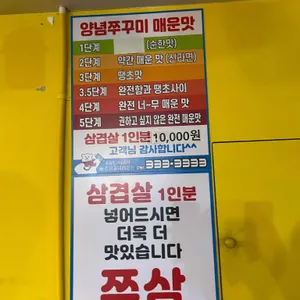 양념쭈꾸미 매운맛
1단계 (순한맛)
2단계 약간 매운 맛 (신라면)
3단계 땡초맛
3.5단계 완전함과 땡초사이
4단계 완전 너~무 매운 맛
5단계 권하고 싶지 않은 완전 매운맛
삼겹살 1인분 10,000원
고객님 감사합니다^^
333-3333
삼겹살 1인분
넣어드시면
더욱 더
맛있습니다
쭈삼